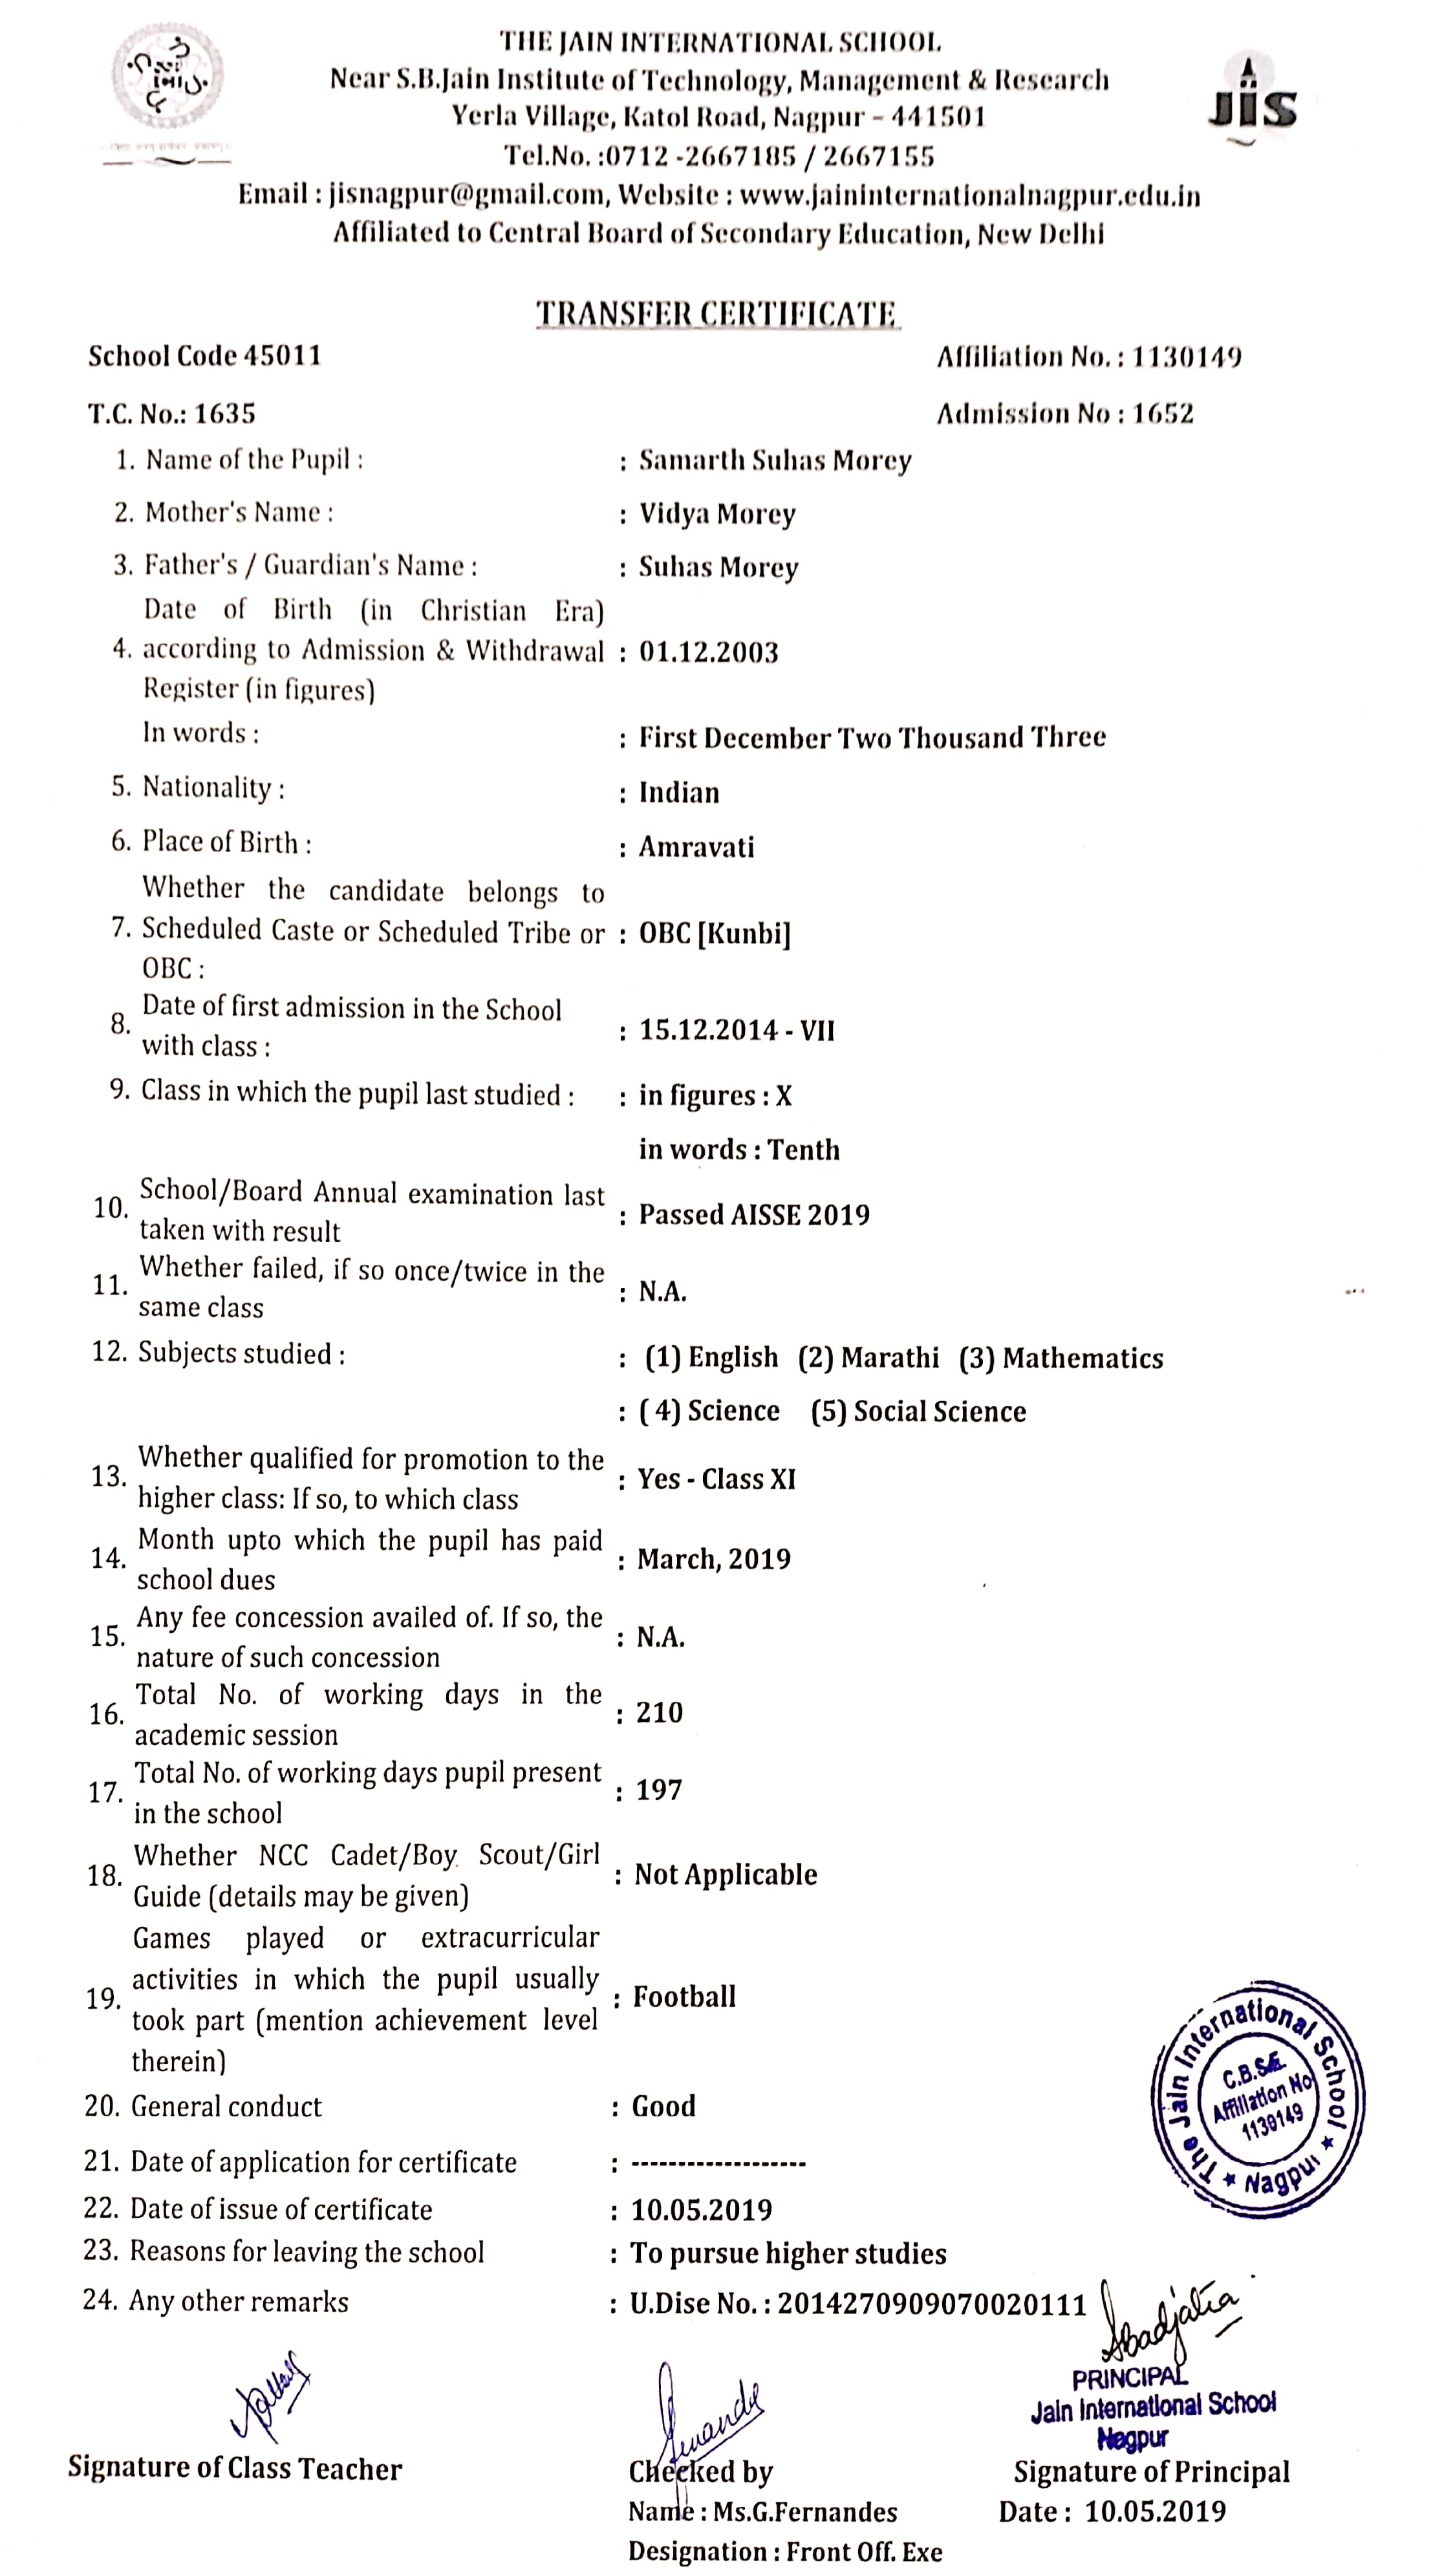 THE JAIN INTERNATIONAL SCHOOL
Near S.B.Jain Institute of Technology, Management & Research
Yerla Village, Katol Road, Nagpur - 441501
Tel.No. :0712 -2667185 / 2667155
Email : jisnagpur@gmail.com, Website : www.jaininternationalnagpur.edu.in
Affiliated to Central Board of Secondary Education, New Delhi
JIS
TRANSFER CERTIFICATE
School Code 45011 Affiliation No. : 1130149
T.C. No.: 1635 Admission No : 1652
1. Name of the Pupil : : Samarth Suhas Morey
2. Mother's Name : : Vidya Morey
3. Father's / Guardian's Name : : Suhas Morey
Date of Birth (in Christian Era)
4. according to Admission & Withdrawal : 01.12.2003
Register (in figures)
In words : : First December Two Thousand Three
5. Nationality : : Indian
6. Place of Birth : : Amravati
Whether the candidate belongs to
7. Scheduled Caste or Scheduled Tribe or : OBC [Kunbi]
OBC :
8. Date of first admission in the School
with class : : 15.12.2014 - VII
9. Class in which the pupil last studied : : in figures : X
in words : Tenth
10. School/Board Annual examination last
taken with result : Passed AISSE 2019
11. Whether failed, if so once/twice in the
same class : N.A.
12. Subjects studied : : (1) English (2) Marathi (3) Mathematics
: ( 4) Science (5) Social Science
13. Whether qualified for promotion to the
higher class: If so, to which class : Yes - Class XI
14. Month upto which the pupil has paid
school dues : March, 2019
15. Any fee concession availed of. If so, the
nature of such concession : N.A.
16. Total No. of working days in the
academic session : 210
17. Total No. of working days pupil present
in the school : 197
18. Whether NCC Cadet/Boy Scout/Girl
Guide (details may be given) : Not Applicable
Games played or extracurricular
19. activities in which the pupil usually : Football
took part (mention achievement level
therein)
20. General conduct : Good
21. Date of application for certificate : -------------------
22. Date of issue of certificate : 10.05.2019
23. Reasons for leaving the school : To pursue higher studies
24. Any other remarks : U.Dise No. : 2014270909070020111
The Jain International School ★ Nagpur ★
C.B.S.E.
Affiliation No
1130149
PRINCIPAL
Jain International School
Nagpur
Signature of Class Teacher Checked by Signature of Principal
Name : Ms.G.Fernandes Date : 10.05.2019
Designation : Front Off. Exe